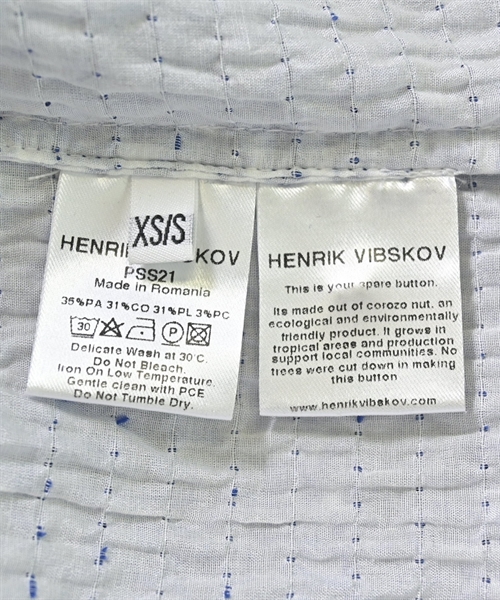 XS/S
HENRIK VIBSKOV
PSS21
Made in Romania
35%PA 31%CO 31%PL 3%PC
30
P
Delicate Wash at 30°C.
Do Not Bleach.
Iron On Low Temperature.
Gentle clean with PCE
Do Not Tumble Dry.
HENRIK VIBSKOV
This is your spare button.
Its made out of corozo nut, an
ecological and environmentally
friendly product. It grows in
tropical areas and production
support local communities. No
trees were cut down in making
this button
www.henrikvibskov.com